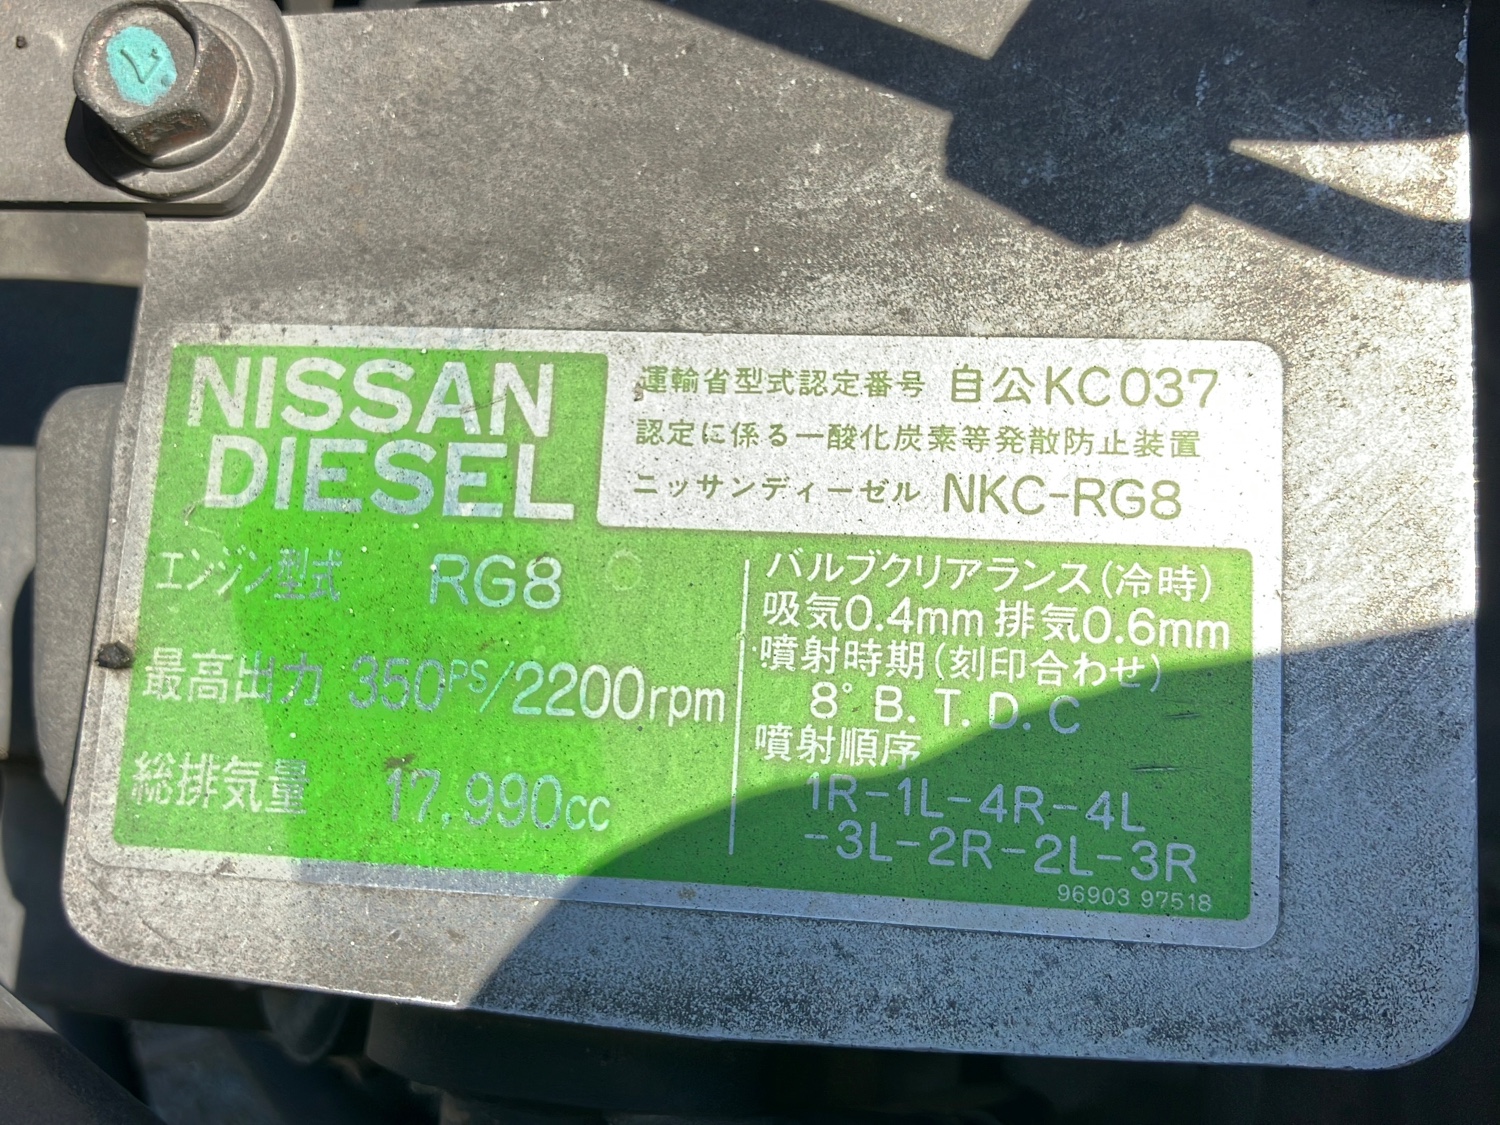 NISSAN
DIESEL
運輸省型式認定番号 自公KC037
認定に係る一酸化炭素等発散防止装置
ニッサンディーゼル NKC-RG8
エンジン型式 RG8
最高出力 350PS/2200rpm
総排気量 17,990cc
バルブクリアランス(冷時)
吸気0.4mm 排気0.6mm
噴射時期(刻印合わせ)
8° B. T. D. C
噴射順序
1R-1L-4R-4L
-3L-2R-2L-3R
96903 97518